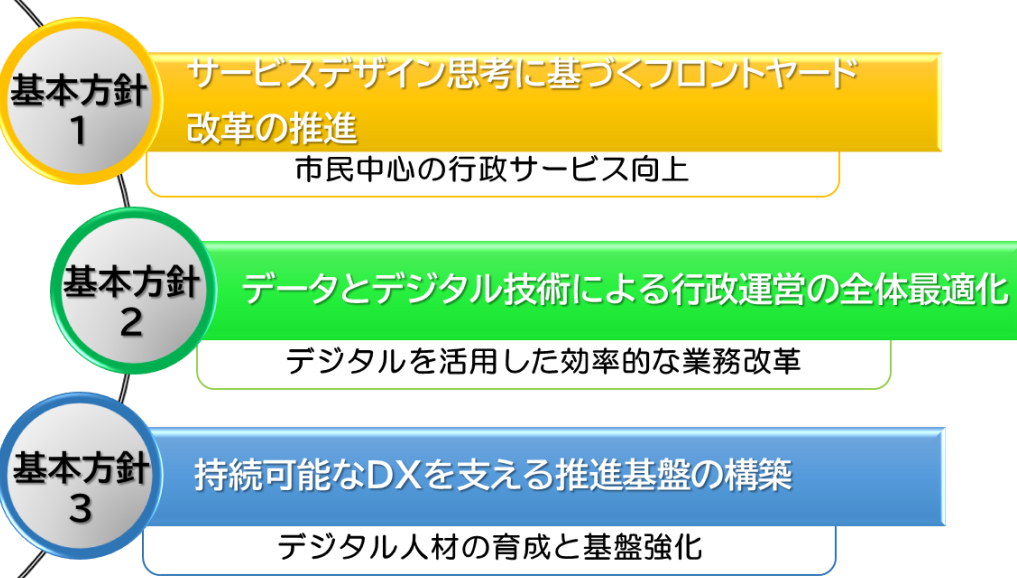 基本方針
1
サービスデザイン思考に基づくフロントヤード
改革の推進
市民中心の行政サービス向上
基本方針
2
データとデジタル技術による行政運営の全体最適化
デジタルを活用した効率的な業務改革
基本方針
3
持続可能なDXを支える推進基盤の構築
デジタル人材の育成と基盤強化